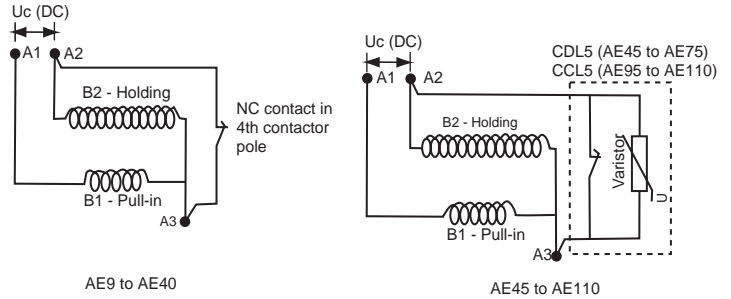 Uc (DC)
A1
A2
B2 - Holding
NC contact in
4th contactor
pole
B1 - Pull-in
A3
AE9 to AE40
Uc (DC)
A1
A2
CDL5 (AE45 to AE75)
CCL5 (AE95 to AE110)
B2 - Holding
Varistor
U
B1 - Pull-in
A3
AE45 to AE110